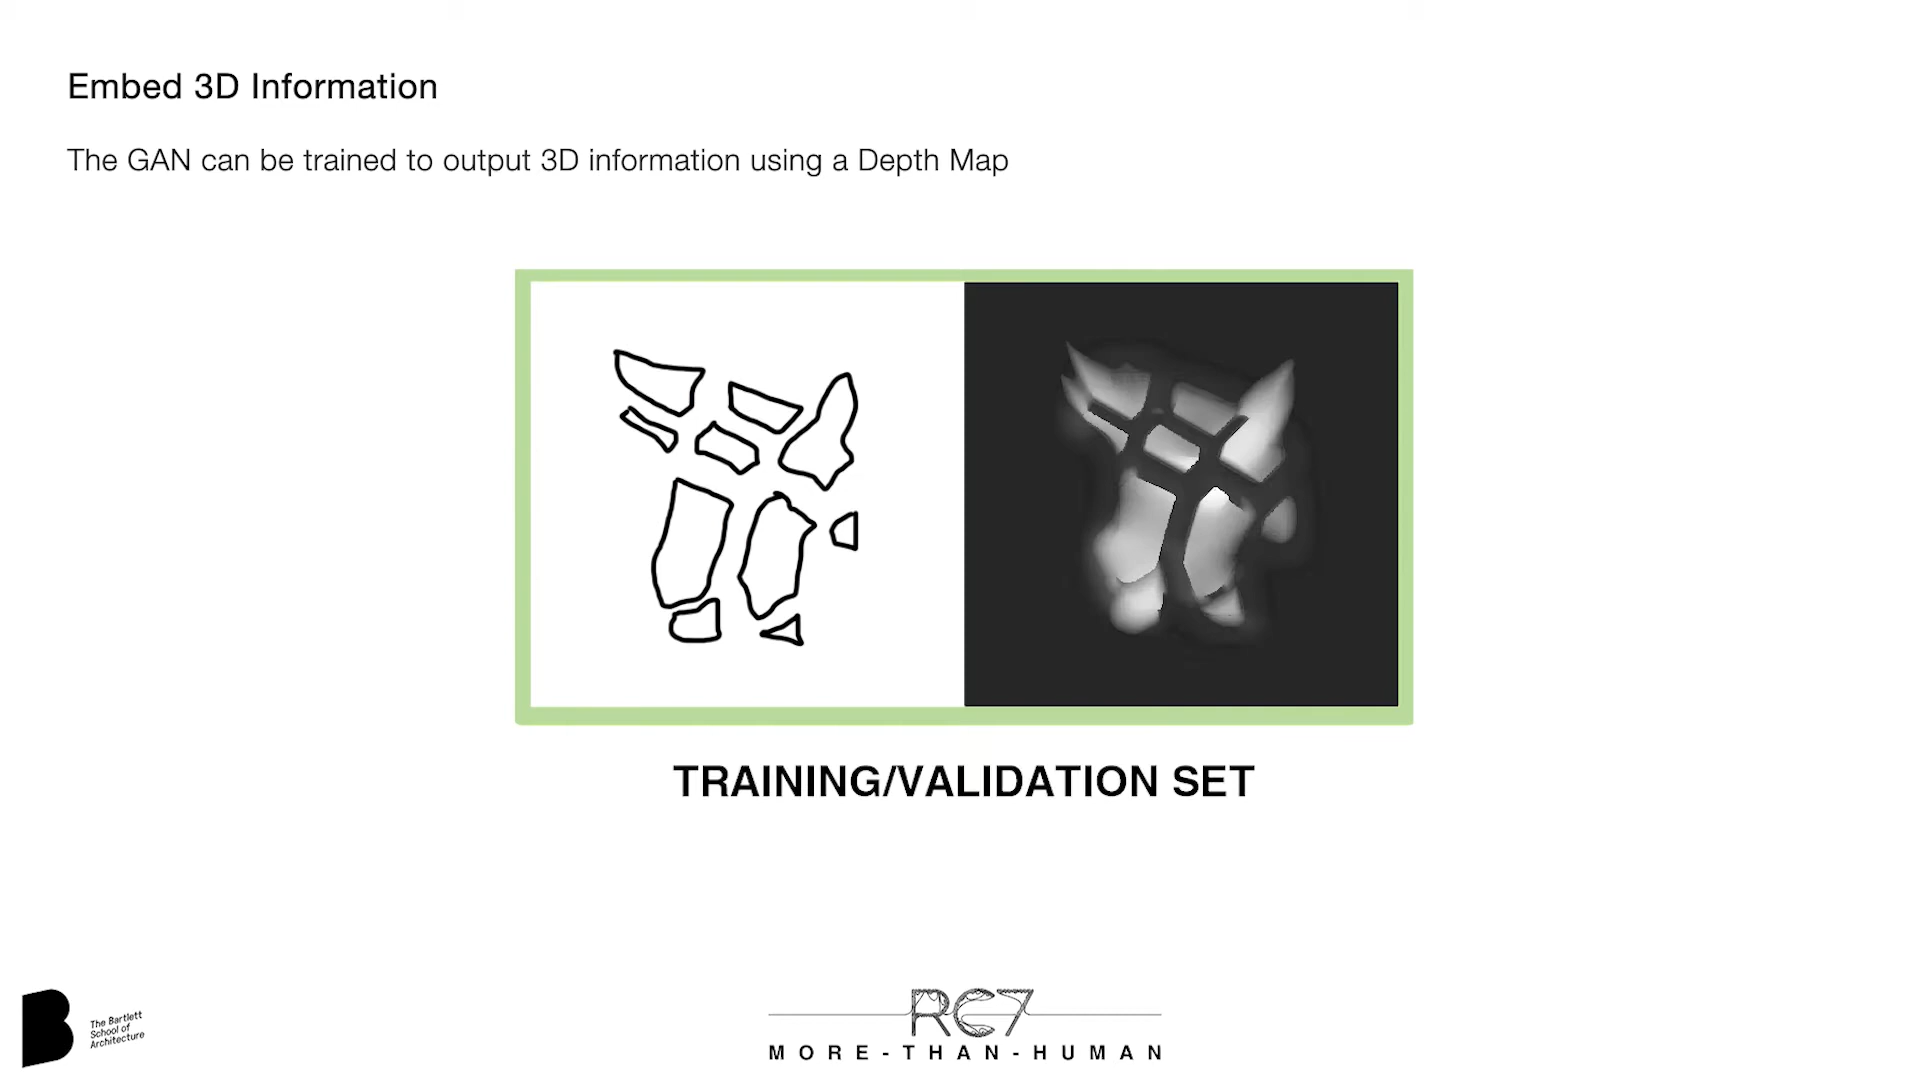 Embed 3D Information
The GAN can be trained to output 3D information using a Depth Map
TRAINING/VALIDATION SET
The Bartlett
School of
Architecture
RC7
MORE-THAN-HUMAN